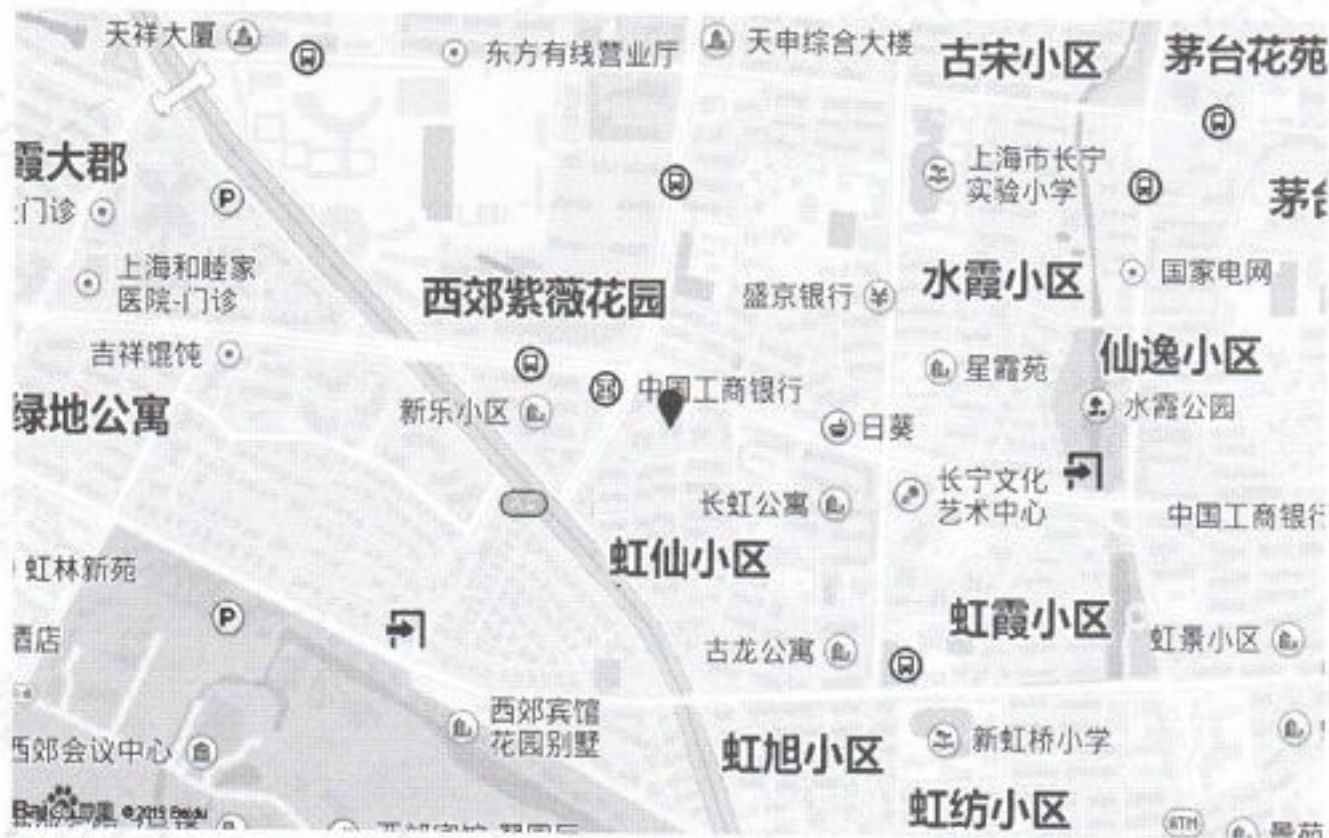 天祥大厦
东方有线营业厅
天申综合大楼
古宋小区
茅台花苑
霞大郡
门诊
P
上海市长宁
实验小学
上海和睦家
医院-门诊
西郊紫薇花园
盛京银行
¥
水霞小区
国家电网
吉祥馄饨
中国工商银行
星霞苑
仙逸小区
绿地公寓
新乐小区
日葵
水霞公园
长虹公寓
长宁文化
艺术中心
中国工商银行
虹仙小区
虹林新苑
P
酒店
虹霞小区
古龙公寓
虹景小区
西郊宾馆
花园别墅
西郊会议中心
虹旭小区
新虹桥小学
虹纺小区
ATM
©2015 Baidu